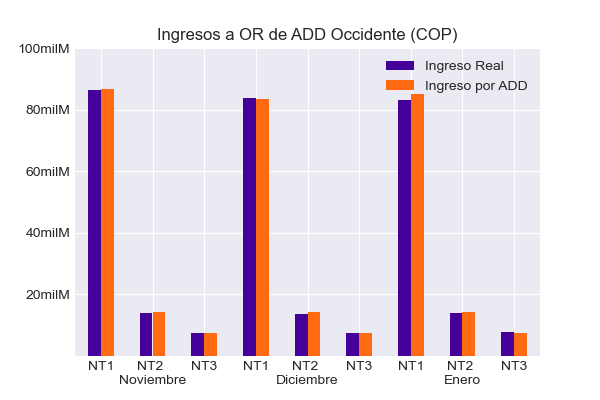 Ingresos a OR de ADD Occidente (COP)
100milM
80milM
60milM
40milM
20milM
Ingreso Real
Ingreso por ADD
NT1 NT2 NT3 NT1 NT2 NT3 NT1 NT2 NT3
Noviembre Diciembre Enero